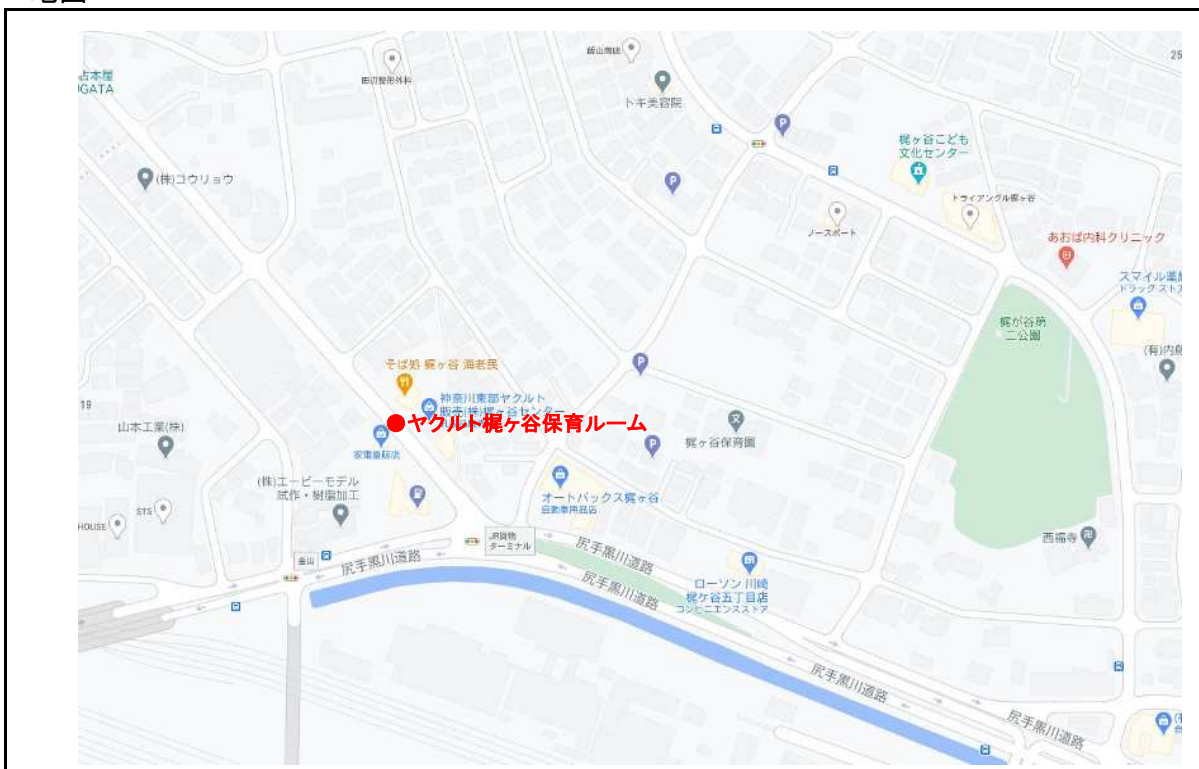 25
飯山商店
田辺整形外科
古本屋
UGATA
トキ美容院
(株)コウリョウ
梶ヶ谷こども
文化センター
トライアングル梶ヶ谷
ノースポート
あおば内科クリニック
スマイル薬局
ドラッグスト
梶が谷第
二公園
(有)内
そば処 梶ヶ谷 海老民
神奈川東部ヤクルト
販売(株)梶ヶ谷センター
19
●ヤクルト梶ヶ谷保育ルーム
山本工業(株)
家電量販店
梶ヶ谷保育園
(株)エービーモデル
試作・樹脂加工
オートバックス梶ヶ谷
自動車用品店
STS
HOUSE
JR貨物
ターミナル
西福寺
梶山
尻手黒川道路
尻手黒川道路
尻手黒川道路
ローソン 川崎
梶ケ谷五丁目店
コンビニエンスストア
尻手黒川道路
尻手黒川道路